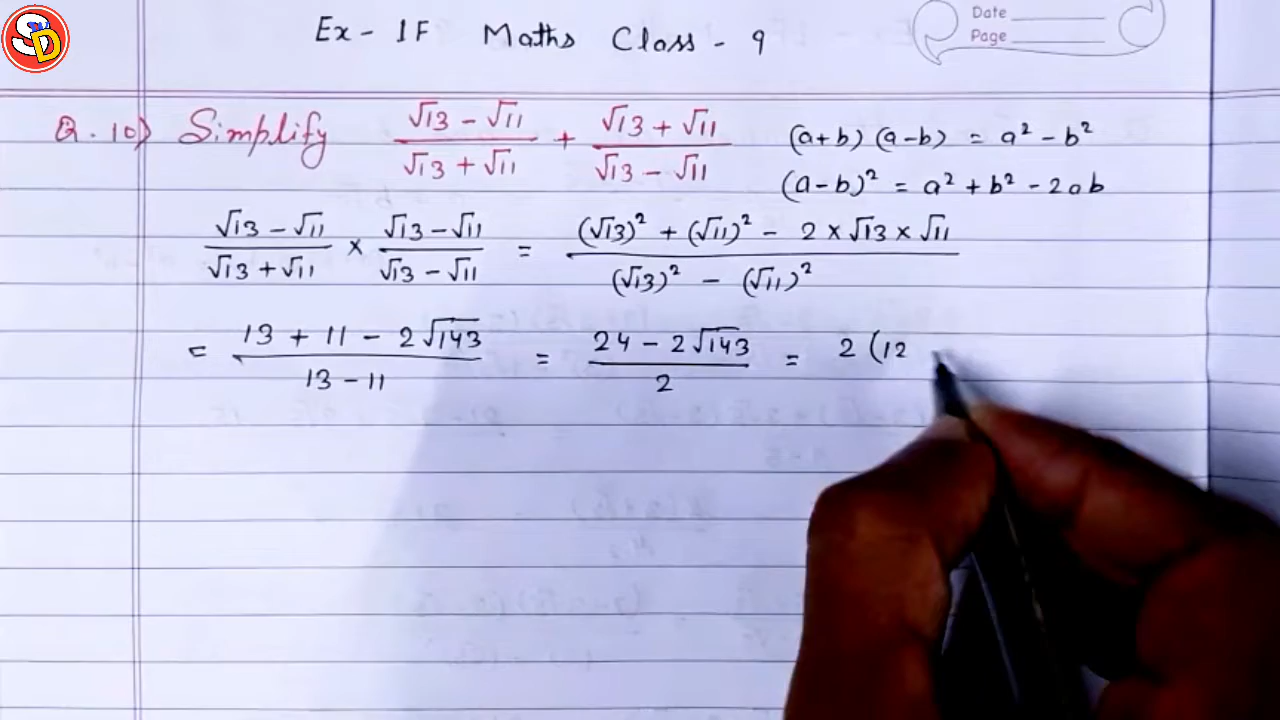 SD
Ex - 1F Maths Class - 9
Date
Page
Q.10) Simplify (√13 - √11)/(√13 + √11) + (√13 + √11)/(√13 - √11)
(a+b) (a-b) = a² - b²
(a-b)² = a² + b² - 2ab
(√13 - √11)/(√13 + √11) × (√13 - √11)/(√13 - √11) = ((√13)² + (√11)² - 2 × √13 × √11)/((√13)² - (√11)²)
= (13 + 11 - 2√143)/(13 - 11) = (24 - 2√143)/2 = 2 (12